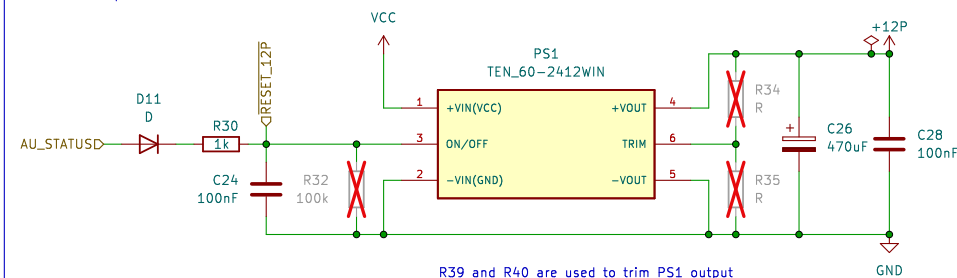 VCC
+12P
PS1
TEN_60-2412WIN
RESET_12P
D11
D
R30
1k
AU_STATUS
1
+VIN(VCC)
+VOUT
4
R34
R
3
ON/OFF
TRIM
6
C26
470uF
C28
100nF
C24
100nF
R32
100k
2
-VIN(GND)
-VOUT
5
R35
R
+
GND
R39 and R40 are used to trim PS1 output